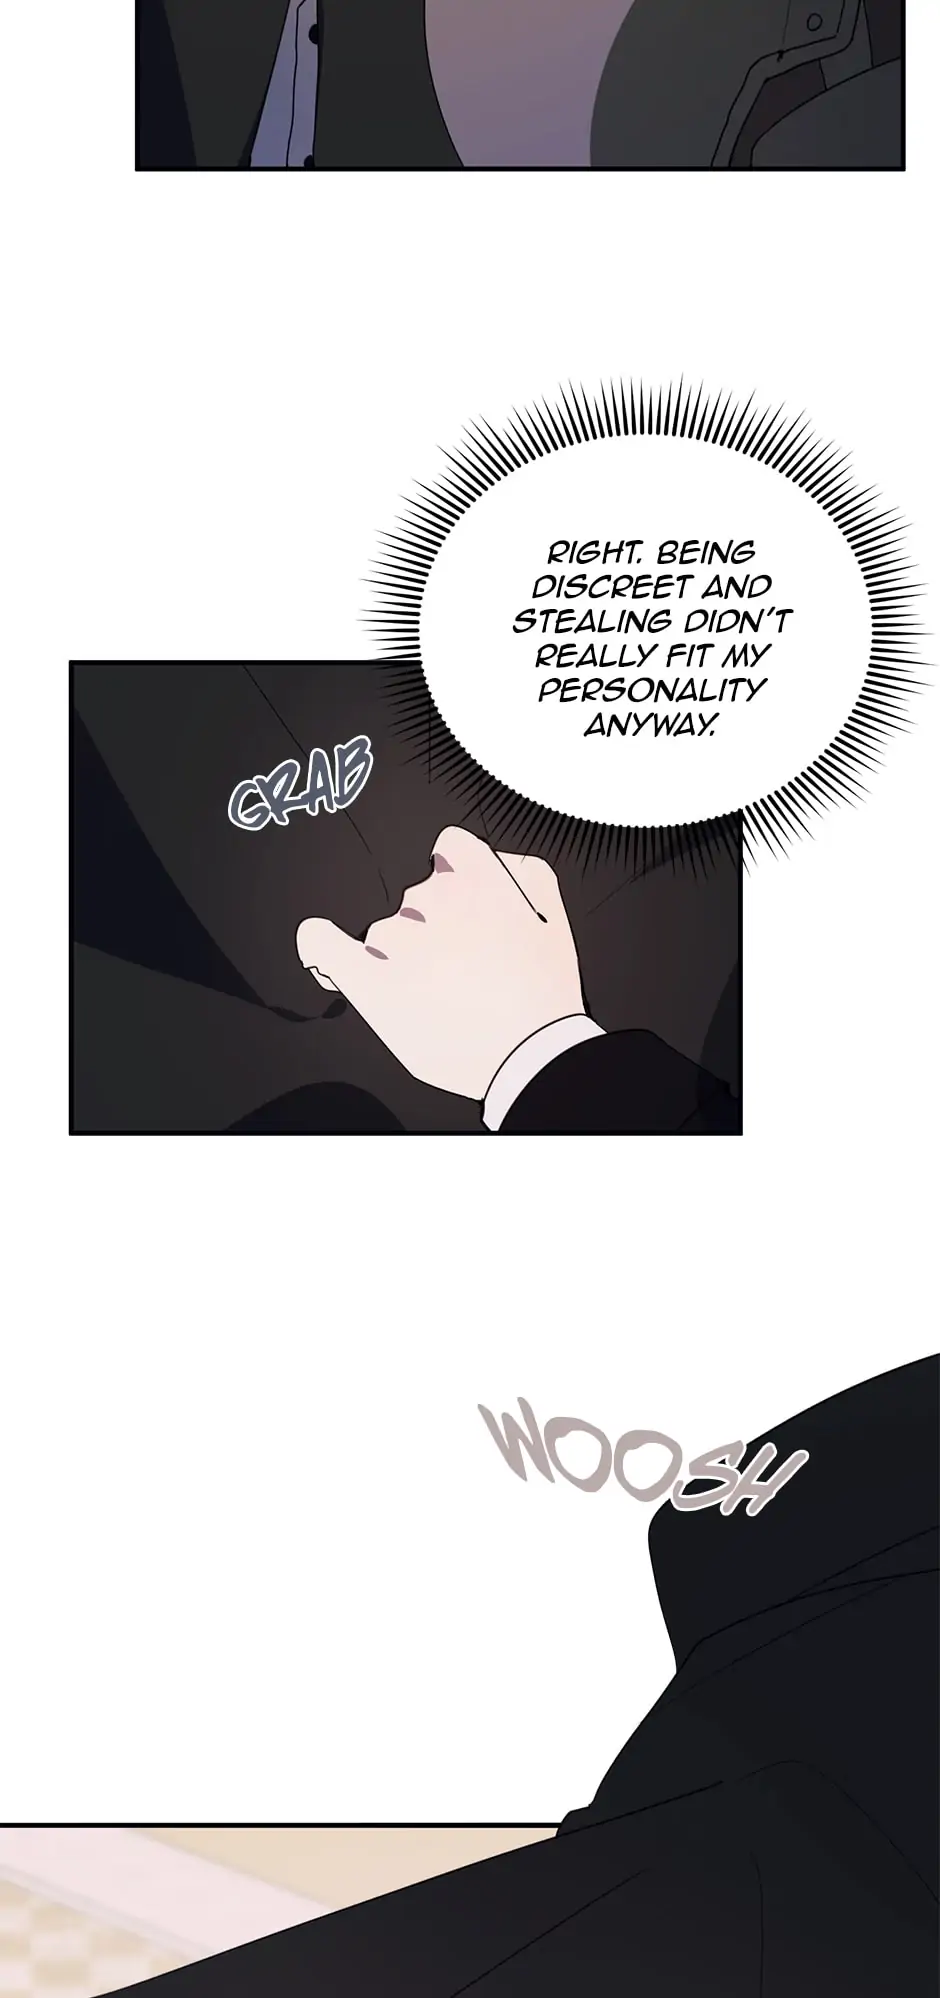 RIGHT. BEING
DISCREET AND
STEALING DIDN'T
REALLY FIT MY
PERSONALITY
ANYWAY.
GRAB
WOOSH